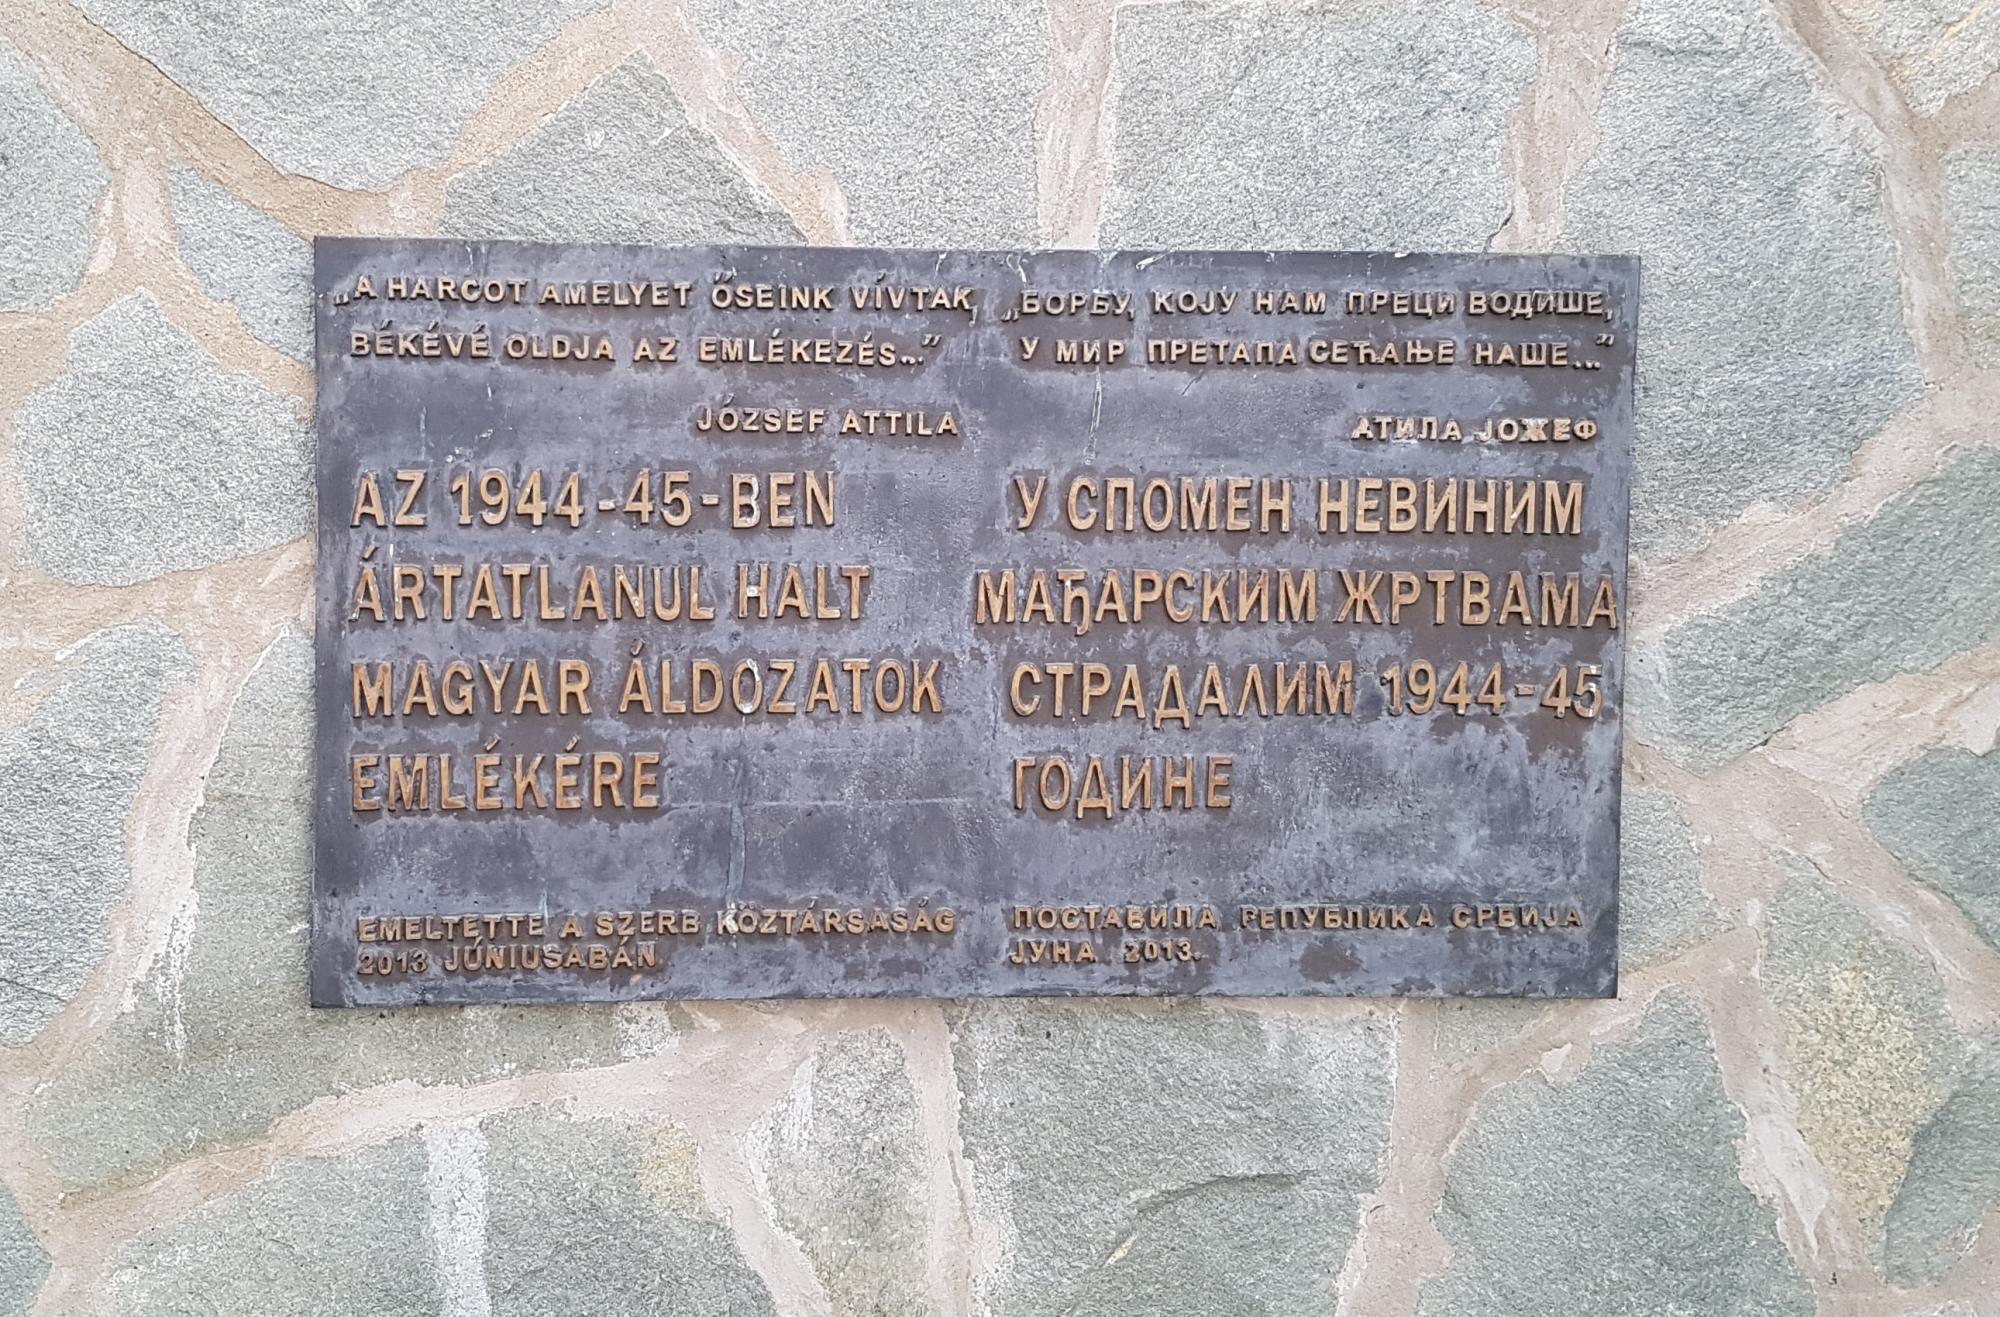 „A HARCOT AMELYET ŐSEINK VÍVTAK,
BÉKÉVÉ OLDJA AZ EMLÉKEZÉS..."
JÓZSEF ATTILA
AZ 1944-45-BEN
ÁRTATLANUL HALT
MAGYAR ÁLDOZATOK
EMLÉKÉRE
EMELTETTE A SZERB KÖZTÁRSASÁG
2013 JÚNIUSABÁN
„БОРБУ, КОЈУ НАМ ПРЕЦИ ВОДИШЕ,
У МИР ПРЕТАПА СЕЋАЊЕ НАШЕ..."
АТИЛА ЈОЖЕФ
У СПОМЕН НЕВИНИМ
МАЂАРСКИМ ЖРТВАМА
СТРАДАЛИМ 1944-45
ГОДИНЕ
ПОСТАВИЛА РЕПУБЛИКА СРБИЈА
ЈУНА 2013.